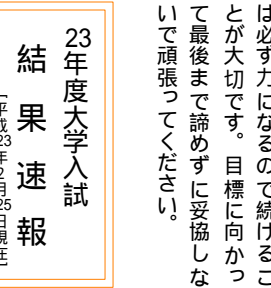 は必ず力になるので続けるこ
とが大切です。目標に向かっ
て最後まで諦めずに妥協しな
いで頑張ってください。
23年度大学入試
結果速報
[平成23年2月25日現在]